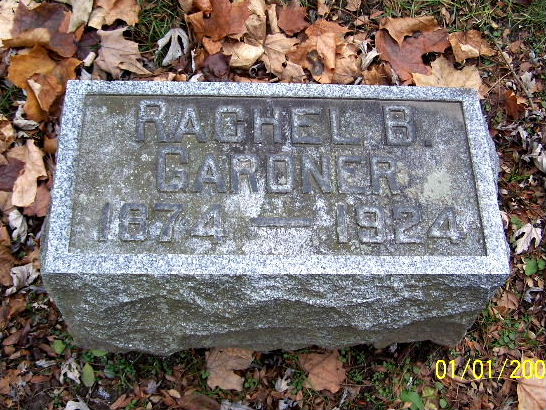 RACHEL B.
GARDNER
1874 — 1924
01/01/200